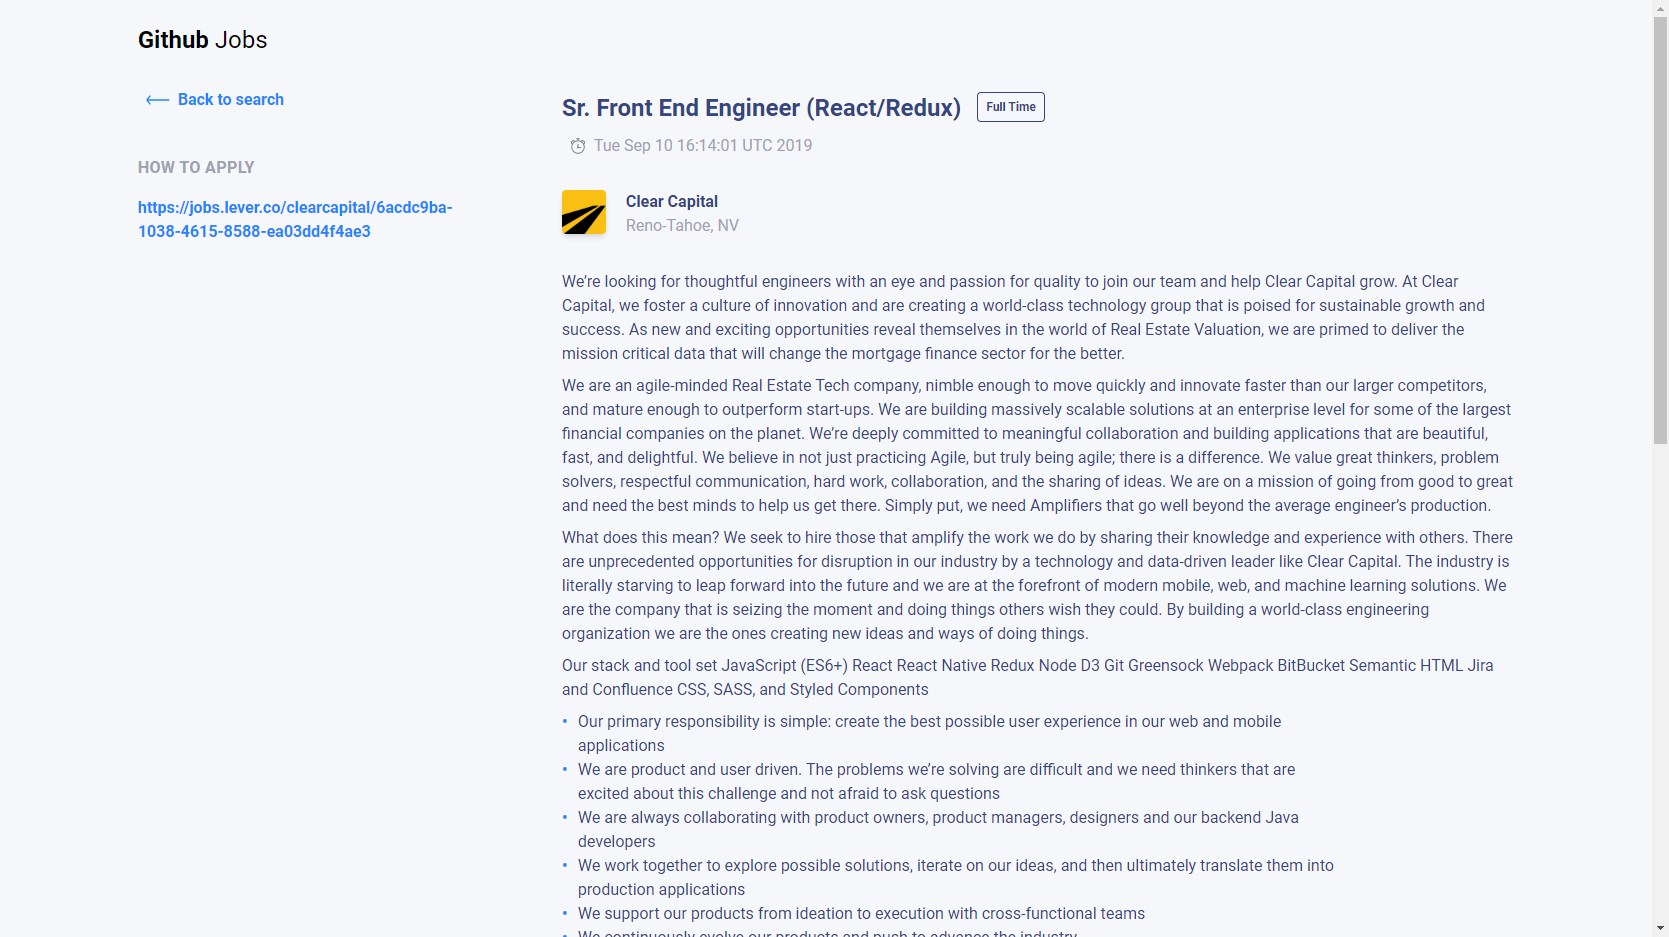 Github Jobs
Back to search
HOW TO APPLY
https://jobs.lever.co/clearcapital/6acdc9ba-
1038-4615-8588-ea03dd4f4ae3
Sr. Front End Engineer (React/Redux)
Full Time
Tue Sep 10 16:14:01 UTC 2019
Clear Capital
Reno-Tahoe, NV
We’re looking for thoughtful engineers with an eye and passion for quality to join our team and help Clear Capital grow. At Clear
Capital, we foster a culture of innovation and are creating a world-class technology group that is poised for sustainable growth and
success. As new and exciting opportunities reveal themselves in the world of Real Estate Valuation, we are primed to deliver the
mission critical data that will change the mortgage finance sector for the better.
We are an agile-minded Real Estate Tech company, nimble enough to move quickly and innovate faster than our larger competitors,
and mature enough to outperform start-ups. We are building massively scalable solutions at an enterprise level for some of the largest
financial companies on the planet. We’re deeply committed to meaningful collaboration and building applications that are beautiful,
fast, and delightful. We believe in not just practicing Agile, but truly being agile; there is a difference. We value great thinkers, problem
solvers, respectful communication, hard work, collaboration, and the sharing of ideas. We are on a mission of going from good to great
and need the best minds to help us get there. Simply put, we need Amplifiers that go well beyond the average engineer’s production.
What does this mean? We seek to hire those that amplify the work we do by sharing their knowledge and experience with others. There
are unprecedented opportunities for disruption in our industry by a technology and data-driven leader like Clear Capital. The industry is
literally starving to leap forward into the future and we are at the forefront of modern mobile, web, and machine learning solutions. We
are the company that is seizing the moment and doing things others wish they could. By building a world-class engineering
organization we are the ones creating new ideas and ways of doing things.
Our stack and tool set JavaScript (ES6+) React React Native Redux Node D3 Git Greensock Webpack BitBucket Semantic HTML Jira
and Confluence CSS, SASS, and Styled Components
• Our primary responsibility is simple: create the best possible user experience in our web and mobile
applications
• We are product and user driven. The problems we’re solving are difficult and we need thinkers that are
excited about this challenge and not afraid to ask questions
• We are always collaborating with product owners, product managers, designers and our backend Java
developers
• We work together to explore possible solutions, iterate on our ideas, and then ultimately translate them into
production applications
• We support our products from ideation to execution with cross-functional teams
• We continuously evolve our products and push to advance the industry